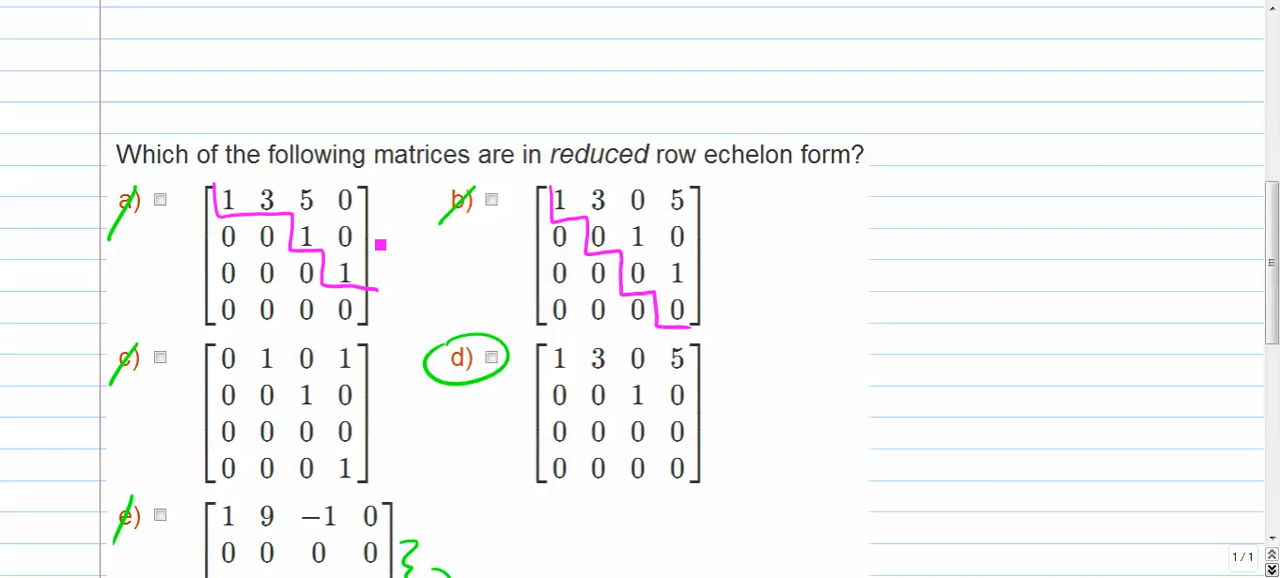 Which of the following matrices are in reduced row echelon form?
a) 1 3 5 0
0 0 1 0
0 0 0 1
0 0 0 0
b) 1 3 0 5
0 0 1 0
0 0 0 1
0 0 0 0
c) 0 1 0 1
0 0 1 0
0 0 0 0
0 0 0 1
d) 1 3 0 5
0 0 1 0
0 0 0 0
0 0 0 0
e) 1 9 −1 0
0 0 0 0
1 / 1